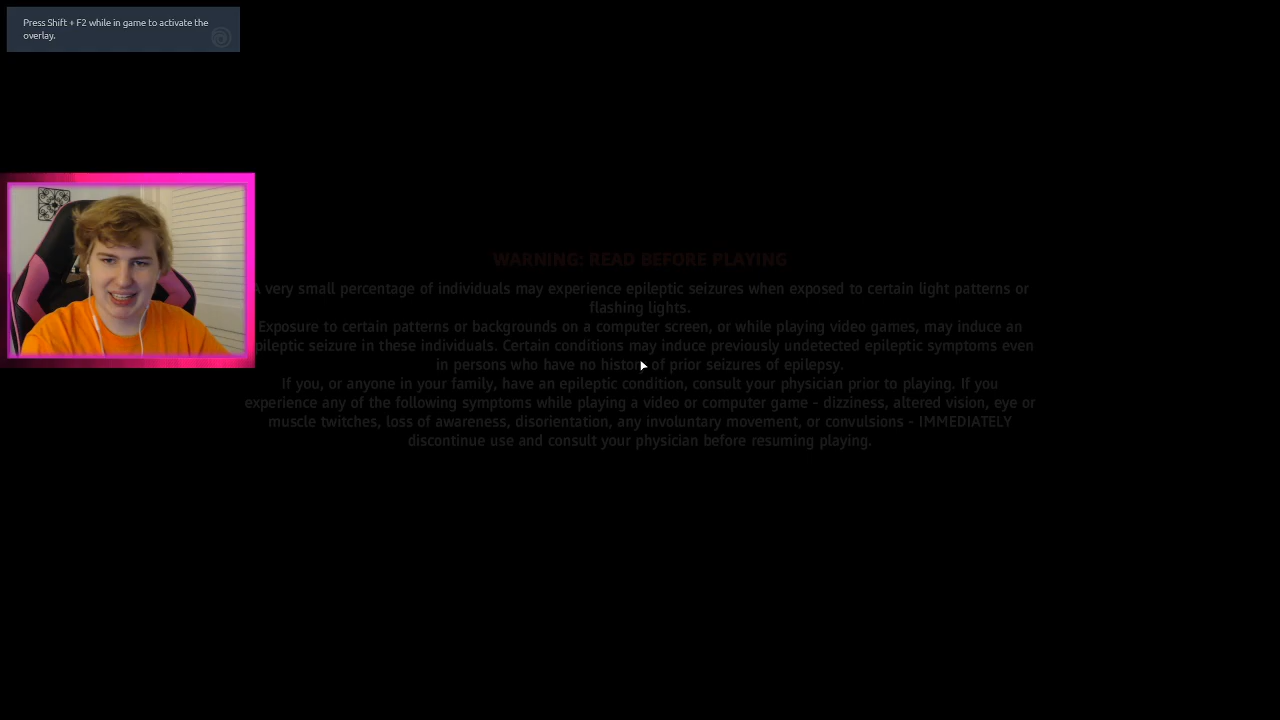 Press Shift + F2 while in game to activate the
overlay.
WARNING: READ BEFORE PLAYING
A very small percentage of individuals may experience epileptic seizures when exposed to certain light patterns or
flashing lights.
Exposure to certain patterns or backgrounds on a computer screen, or while playing video games, may induce an
epileptic seizure in these individuals. Certain conditions may induce previously undetected epileptic symptoms even
in persons who have no history of prior seizures of epilepsy.
If you, or anyone in your family, have an epileptic condition, consult your physician prior to playing. If you
experience any of the following symptoms while playing a video or computer game - dizziness, altered vision, eye or
muscle twitches, loss of awareness, disorientation, any involuntary movement, or convulsions - IMMEDIATELY
discontinue use and consult your physician before resuming playing.